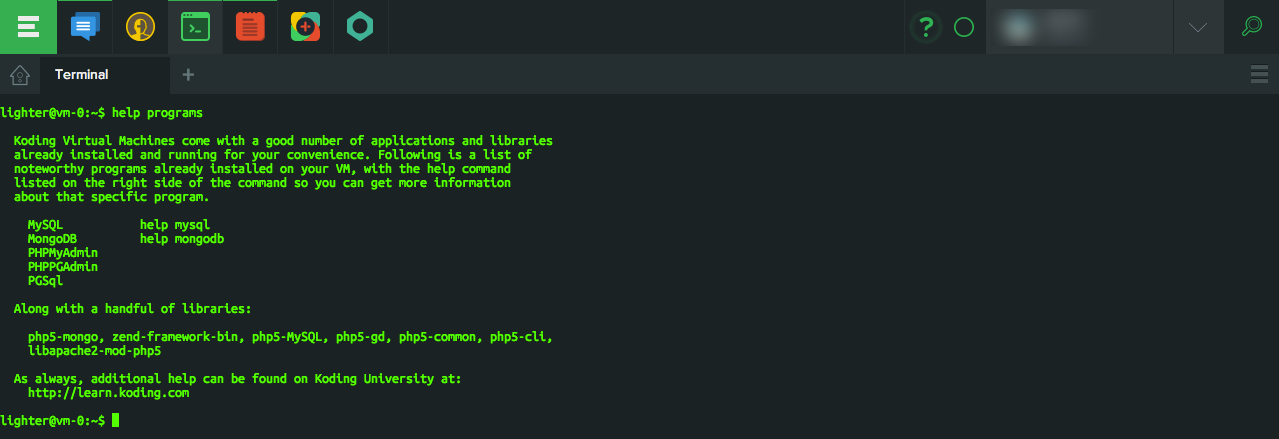 ?
Terminal
+
lighter@vm-0:~$ help programs
Koding Virtual Machines come with a good number of applications and libraries
already installed and running for your convenience. Following is a list of
noteworthy programs already installed on your VM, with the help command
listed on the right side of the command so you can get more information
about that specific program.
MySQL help mysql
MongoDB help mongodb
PHPMyAdmin
PHPPGAdmin
PGSql
Along with a handful of libraries:
php5-mongo, zend-framework-bin, php5-MySQL, php5-gd, php5-common, php5-cli,
libapache2-mod-php5
As always, additional help can be found on Koding University at:
http://learn.koding.com
lighter@vm-0:~$